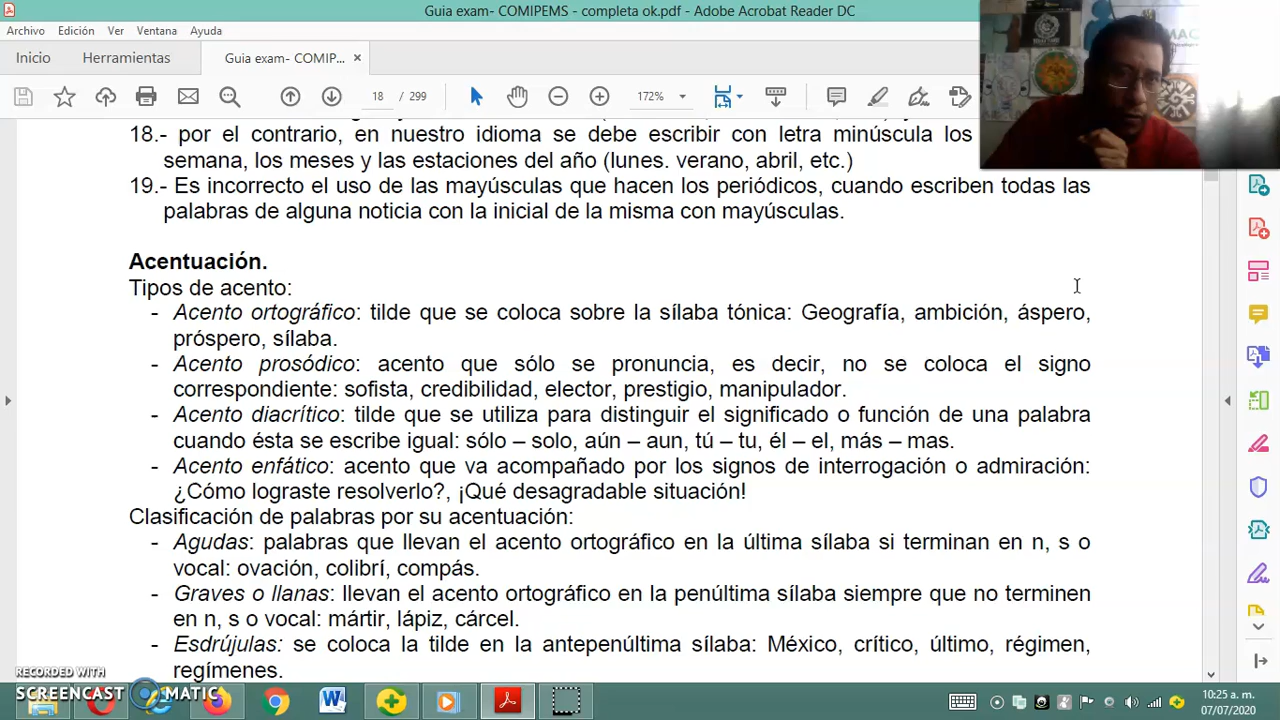 Guia exam- COMIPEMS - completa ok.pdf - Adobe Acrobat Reader DC
Archivo Edición Ver Ventana Ayuda
Inicio Herramientas Guia exam- COMIP... ×
18 / 299 172%
18.- por el contrario, en nuestro idioma se debe escribir con letra minúscula los
semana, los meses y las estaciones del año (lunes. verano, abril, etc.)
19.- Es incorrecto el uso de las mayúsculas que hacen los periódicos, cuando escriben todas las
palabras de alguna noticia con la inicial de la misma con mayúsculas.
Acentuación.
Tipos de acento:
- Acento ortográfico: tilde que se coloca sobre la sílaba tónica: Geografía, ambición, áspero,
próspero, sílaba.
- Acento prosódico: acento que sólo se pronuncia, es decir, no se coloca el signo
correspondiente: sofista, credibilidad, elector, prestigio, manipulador.
- Acento diacrítico: tilde que se utiliza para distinguir el significado o función de una palabra
cuando ésta se escribe igual: sólo – solo, aún – aun, tú – tu, él – el, más – mas.
- Acento enfático: acento que va acompañado por los signos de interrogación o admiración:
¿Cómo lograste resolverlo?, ¡Qué desagradable situación!
Clasificación de palabras por su acentuación:
- Agudas: palabras que llevan el acento ortográfico en la última sílaba si terminan en n, s o
vocal: ovación, colibrí, compás.
- Graves o llanas: llevan el acento ortográfico en la penúltima sílaba siempre que no terminen
en n, s o vocal: mártir, lápiz, cárcel.
- Esdrújulas: se coloca la tilde en la antepenúltima sílaba: México, crítico, último, régimen,
regímenes.
RECORDED WITH
SCREENCAST MATIC
10:25 a. m.
07/07/2020